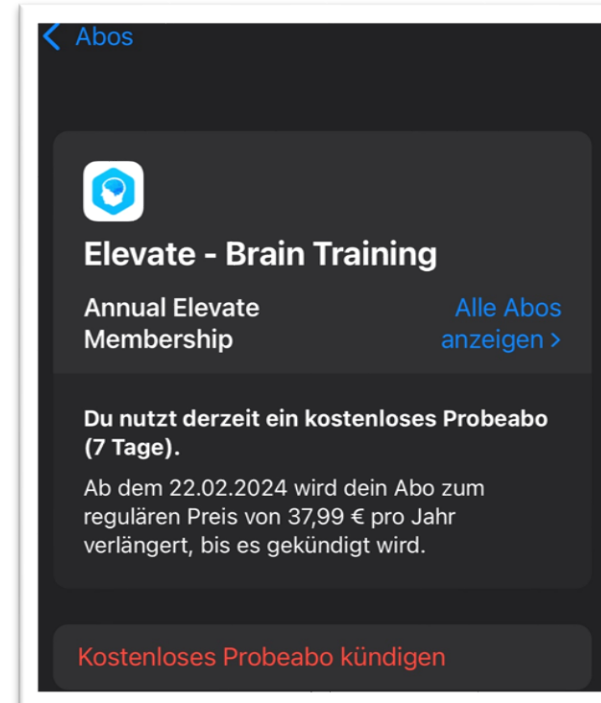 Abos
Elevate - Brain Training
Annual Elevate
Membership
Alle Abos
anzeigen >
Du nutzt derzeit ein kostenloses Probeabo
(7 Tage).
Ab dem 22.02.2024 wird dein Abo zum
regulären Preis von 37,99 € pro Jahr
verlängert, bis es gekündigt wird.
Kostenloses Probeabo kündigen